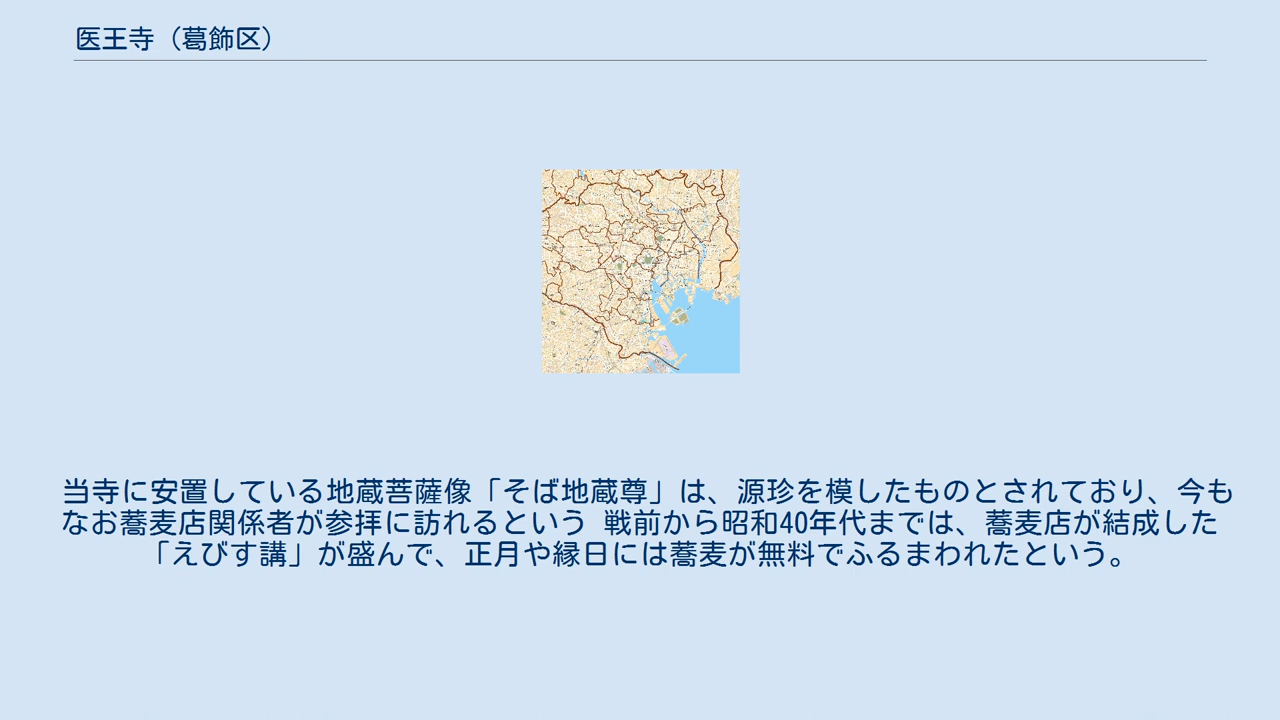 医王寺（葛飾区）
当寺に安置している地蔵菩薩像「そば地蔵尊」は、源珍を模したものとされており、今も
なお蕎麦店関係者が参拝に訪れるという 戦前から昭和40年代までは、蕎麦店が結成した
「えびす講」が盛んで、正月や縁日には蕎麦が無料でふるまわれたという。